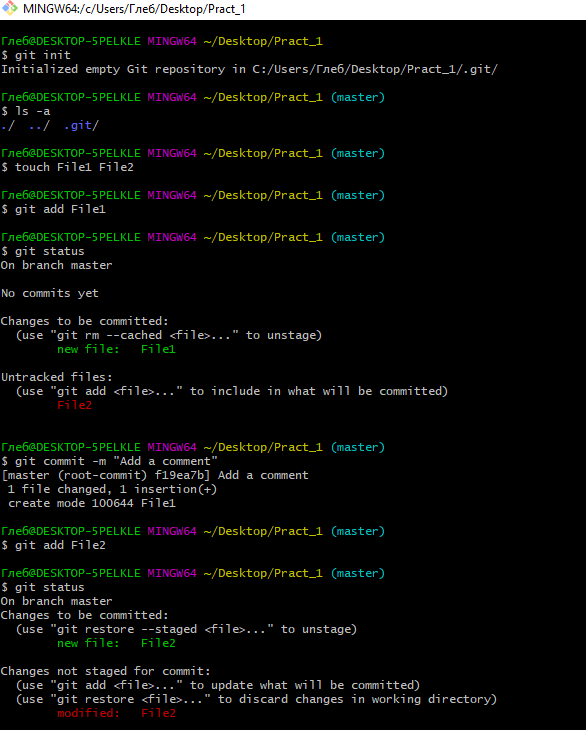 MINGW64:/c/Users/Глеб/Desktop/Pract_1
Глеб@DESKTOP-5PELKLE MINGW64 ~/Desktop/Pract_1
$ git init
Initialized empty Git repository in C:/Users/Глеб/Desktop/Pract_1/.git/
Глеб@DESKTOP-5PELKLE MINGW64 ~/Desktop/Pract_1 (master)
$ ls -a
./  ../  .git/
Глеб@DESKTOP-5PELKLE MINGW64 ~/Desktop/Pract_1 (master)
$ touch File1 File2
Глеб@DESKTOP-5PELKLE MINGW64 ~/Desktop/Pract_1 (master)
$ git add File1
Глеб@DESKTOP-5PELKLE MINGW64 ~/Desktop/Pract_1 (master)
$ git status
On branch master
No commits yet
Changes to be committed:
  (use "git rm --cached <file>..." to unstage)
        new file:   File1
Untracked files:
  (use "git add <file>..." to include in what will be committed)
        File2
Глеб@DESKTOP-5PELKLE MINGW64 ~/Desktop/Pract_1 (master)
$ git commit -m "Add a comment"
[master (root-commit) f19ea7b] Add a comment
 1 file changed, 1 insertion(+)
 create mode 100644 File1
Глеб@DESKTOP-5PELKLE MINGW64 ~/Desktop/Pract_1 (master)
$ git add File2
Глеб@DESKTOP-5PELKLE MINGW64 ~/Desktop/Pract_1 (master)
$ git status
On branch master
Changes to be committed:
  (use "git restore --staged <file>..." to unstage)
        new file:   File2
Changes not staged for commit:
  (use "git add <file>..." to update what will be committed)
  (use "git restore <file>..." to discard changes in working directory)
        modified:   File2